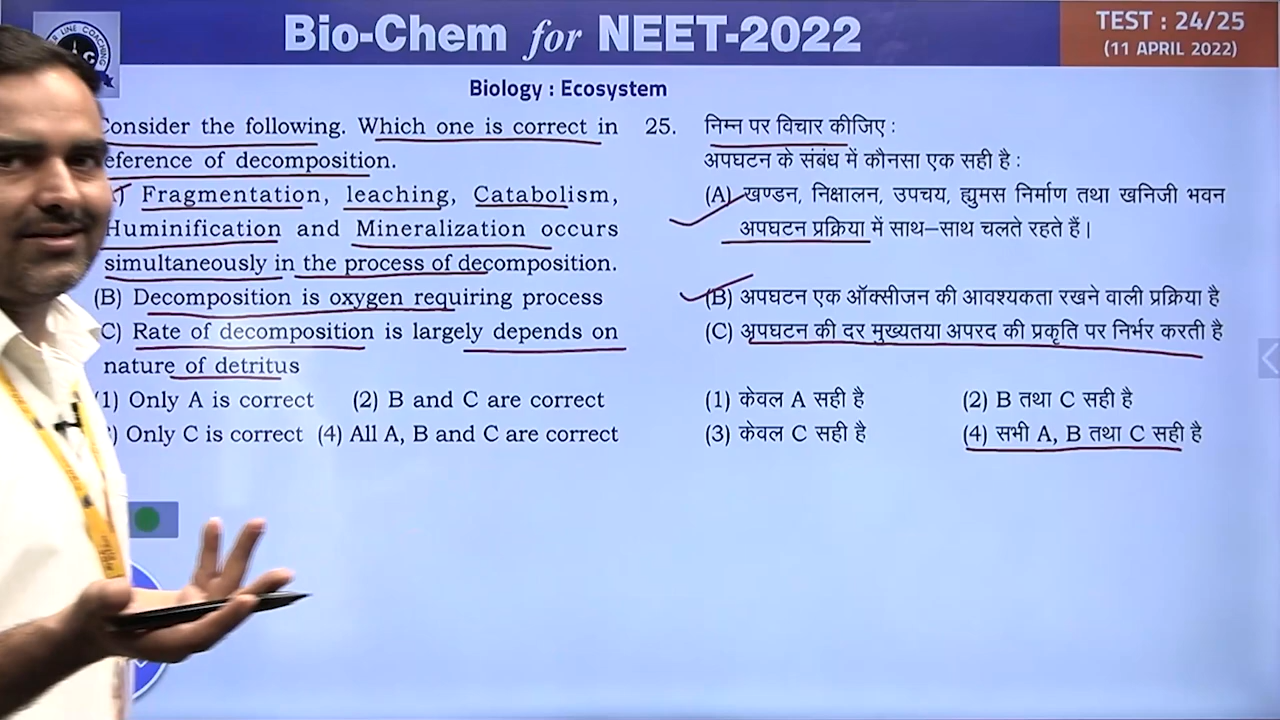 Bio-Chem for NEET-2022
TEST : 24/25
(11 APRIL 2022)
LINE COACHING
Biology : Ecosystem
Consider the following. Which one is correct in
eference of decomposition.
Fragmentation, leaching, Catabolism,
Huminification and Mineralization occurs
simultaneously in the process of decomposition.
(B) Decomposition is oxygen requiring process
C) Rate of decomposition is largely depends on
nature of detritus
(1) Only A is correct (2) B and C are correct
) Only C is correct (4) All A, B and C are correct
25. निम्न पर विचार कीजिए :
अपघटन के संबंध में कौनसा एक सही है :
(A) खण्डन, निक्षालन, उपचय, ह्युमस निर्माण तथा खनिजी भवन
अपघटन प्रक्रिया में साथ–साथ चलते रहते हैं।
(B) अपघटन एक ऑक्सीजन की आवश्यकता रखने वाली प्रक्रिया है
(C) अपघटन की दर मुख्यतया अपरद की प्रकृति पर निर्भर करती है
(1) केवल A सही है (2) B तथा C सही है
(3) केवल C सही है (4) सभी A, B तथा C सही है